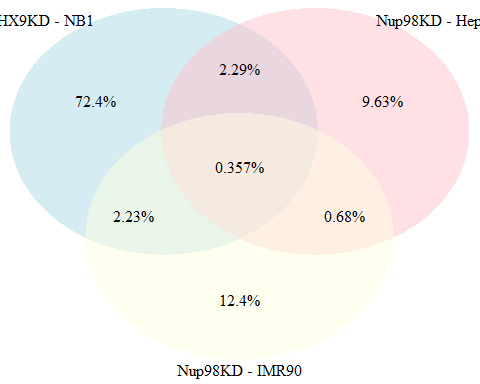 HX9KD - NB1
Nup98KD - Hep
2.29%
72.4%
9.63%
0.357%
2.23%
0.68%
12.4%
Nup98KD - IMR90